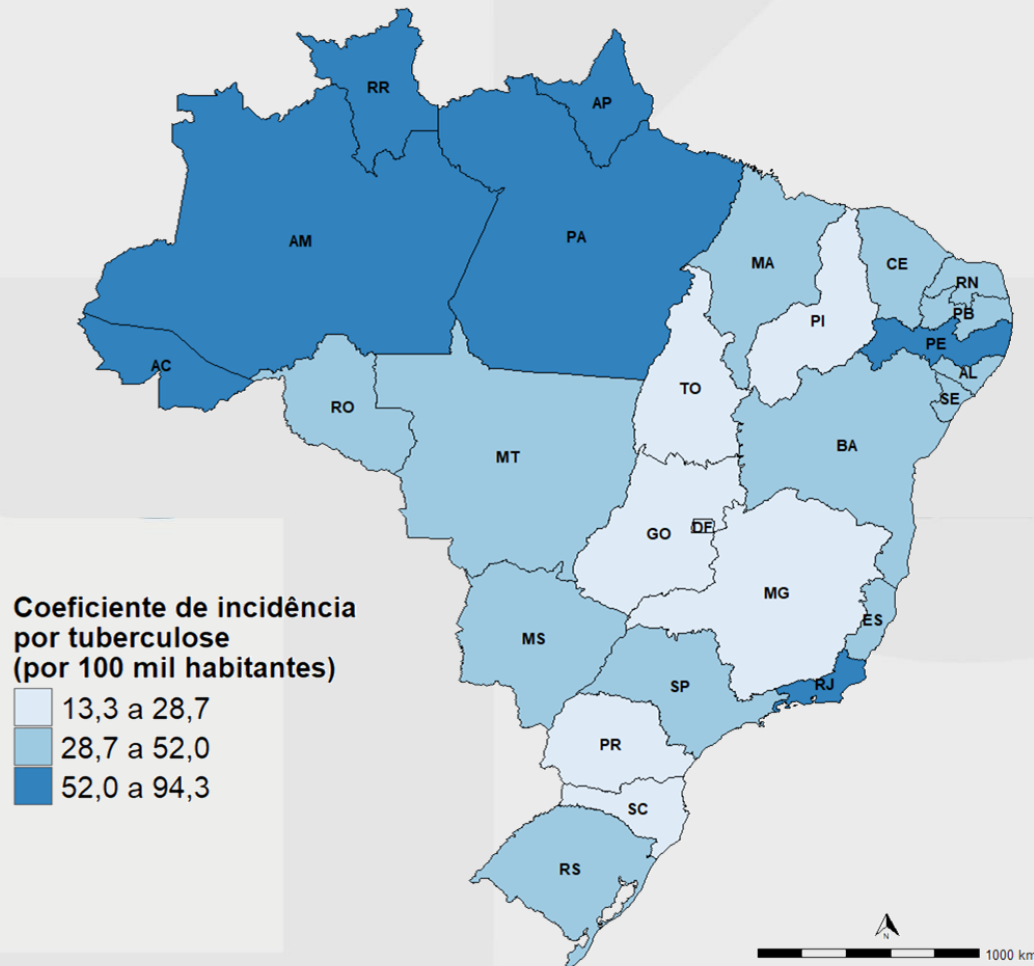 RR
AP
AM
PA
MA
CE
RN
PB
PI
PE
AC
AL
TO
SE
RO
BA
MT
DF
GO
MG
Coeficiente de incidência
por tuberculose
(por 100 mil habitantes)
13,3 a 28,7
28,7 a 52,0
52,0 a 94,3
ES
MS
SP
RJ
PR
SC
RS
N
1000 km